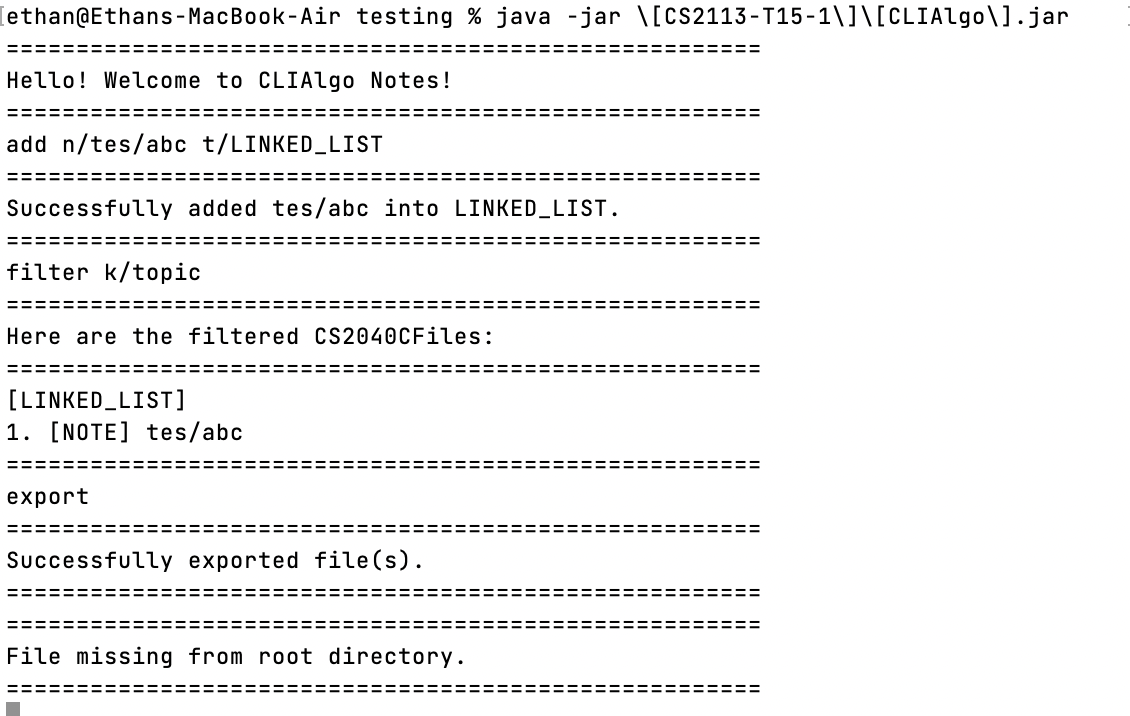 [ethan@Ethans-MacBook-Air testing % java -jar \[CS2113-T15-1\]\[CLIAlgo\].jar ]
======================================================
Hello! Welcome to CLIAlgo Notes!
======================================================
add n/tes/abc t/LINKED_LIST
======================================================
Successfully added tes/abc into LINKED_LIST.
======================================================
filter k/topic
======================================================
Here are the filtered CS2040CFiles:
======================================================
[LINKED_LIST]
1. [NOTE] tes/abc
======================================================
export
======================================================
Successfully exported file(s).
======================================================
======================================================
File missing from root directory.
======================================================